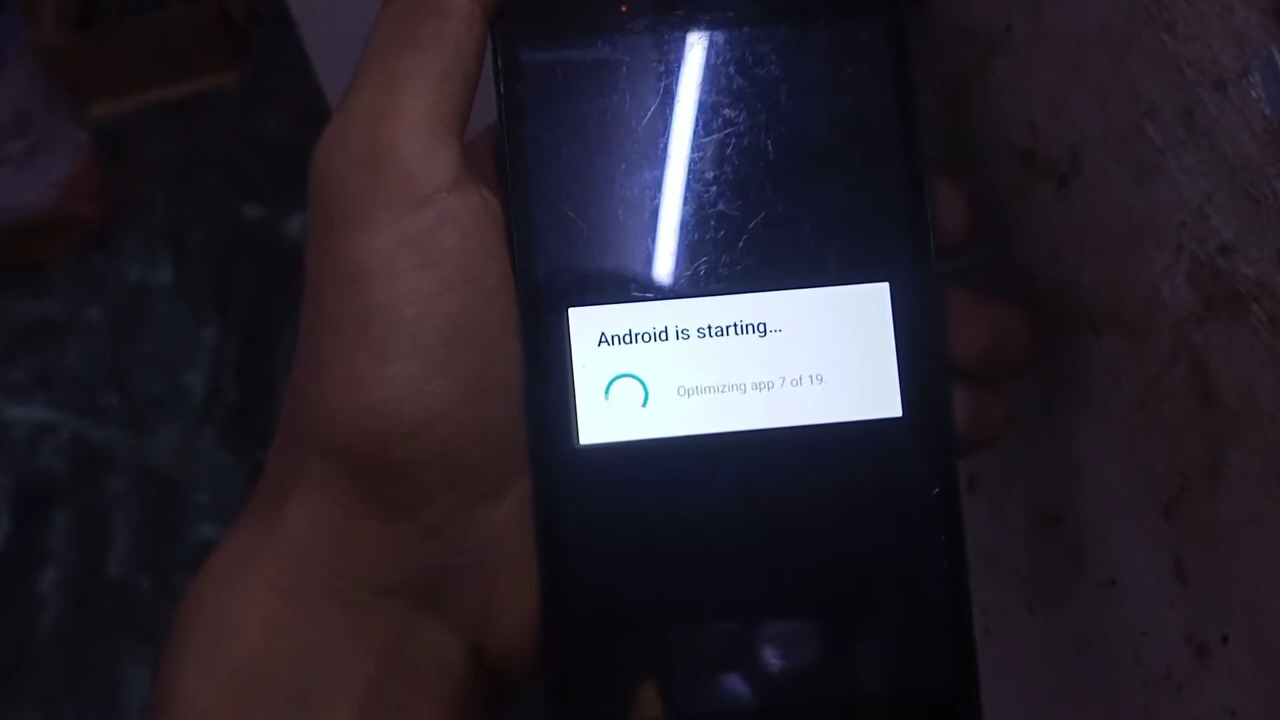 Android is starting...
Optimizing app 7 of 19.